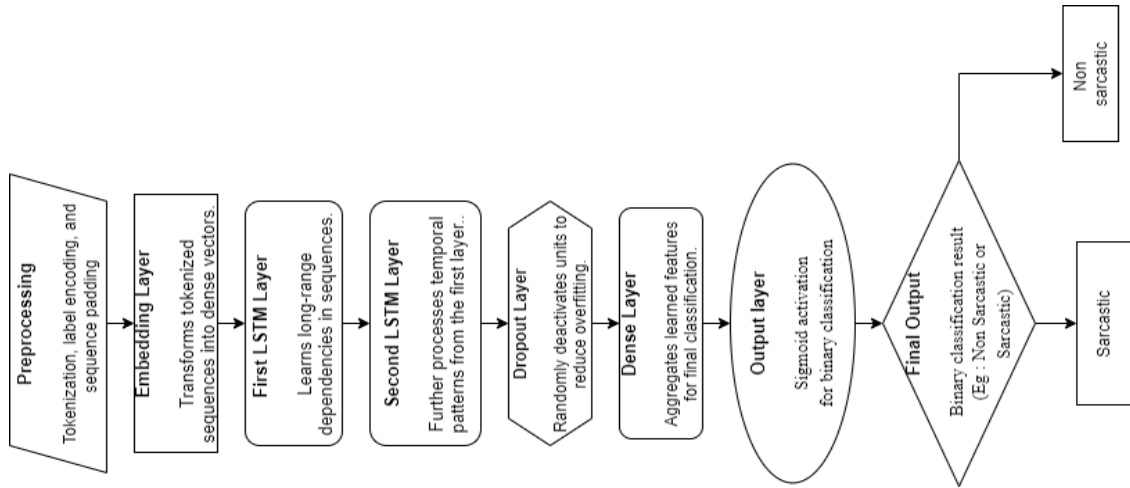 Preprocessing
Tokenization, label encoding, and
sequence padding
Embedding Layer
Transforms tokenized
sequences into dense vectors.
First LSTM Layer
Learns long-range
dependencies in sequences.
Second LSTM Layer
Further processes temporal
patterns from the first layer..
Dropout Layer
Randomly deactivates units to
reduce overfitting.
Dense Layer
Aggregates learned features
for final classification.
Output layer
Sigmoid activation
for binary classification
Final Output
Binary classification result
(Eg : Non Sarcastic or
Sarcastic)
Sarcastic
Non
sarcastic